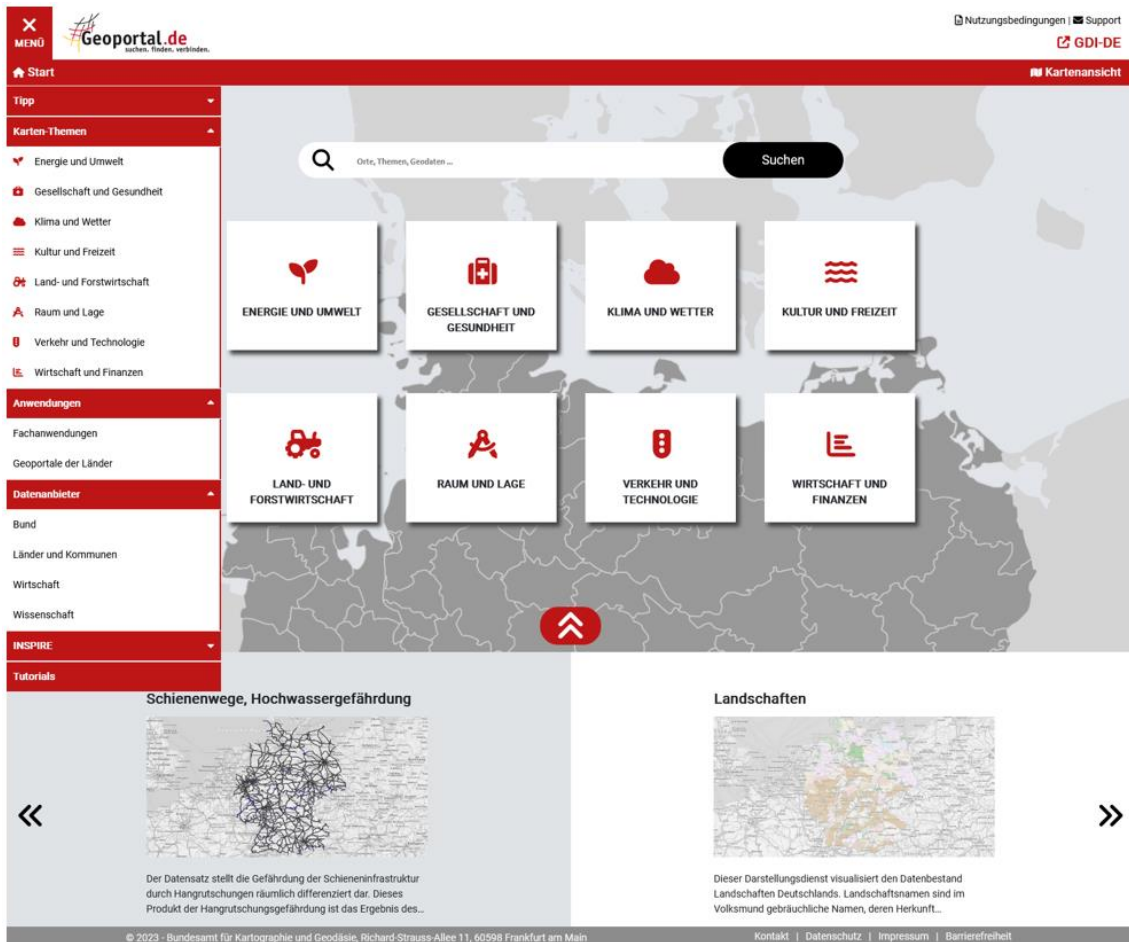 MENÜ
Geoportal.de
suchen. finden. verbinden.
Nutzungsbedingungen | Support
GDI-DE
Start
Kartenansicht
Tipp
Karten-Themen
Energie und Umwelt
Gesellschaft und Gesundheit
Klima und Wetter
Kultur und Freizeit
Land- und Forstwirtschaft
Raum und Lage
Verkehr und Technologie
Wirtschaft und Finanzen
Anwendungen
Fachanwendungen
Geoportale der Länder
Datenanbieter
Bund
Länder und Kommunen
Wirtschaft
Wissenschaft
INSPIRE
Tutorials
Orte, Themen, Geodaten ...
Suchen
ENERGIE UND UMWELT
GESELLSCHAFT UND
GESUNDHEIT
KLIMA UND WETTER
KULTUR UND FREIZEIT
LAND- UND
FORSTWIRTSCHAFT
RAUM UND LAGE
VERKEHR UND
TECHNOLOGIE
WIRTSCHAFT UND
FINANZEN
Schienenwege, Hochwassergefährdung
Der Datensatz stellt die Gefährdung der Schieneninfrastruktur
durch Hangrutschungen räumlich differenziert dar. Dieses
Produkt der Hangrutschungsgefährdung ist das Ergebnis des...
Landschaften
Dieser Darstellungsdienst visualisiert den Datenbestand
Landschaften Deutschlands. Landschaftsnamen sind im
Volksmund gebräuchliche Namen, deren Herkunft...
© 2023 - Bundesamt für Kartographie und Geodäsie, Richard-Strauss-Allee 11, 60598 Frankfurt am Main
Kontakt | Datenschutz | Impressum | Barrierefreiheit